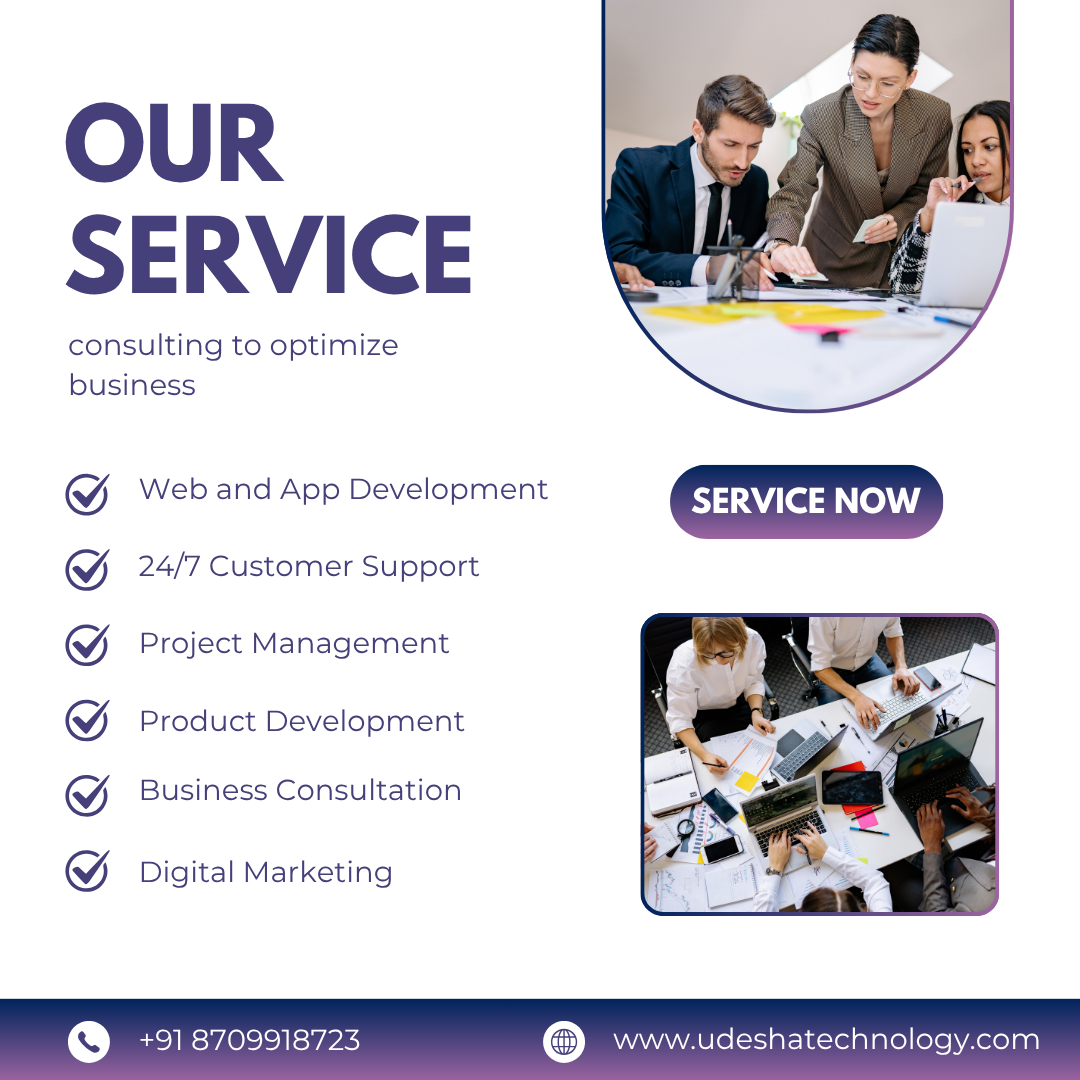 OUR
SERVICE
consulting to optimize
business
Web and App Development
24/7 Customer Support
Project Management
Product Development
Business Consultation
Digital Marketing
SERVICE NOW
+91 8709918723
www.udeshatechnology.com